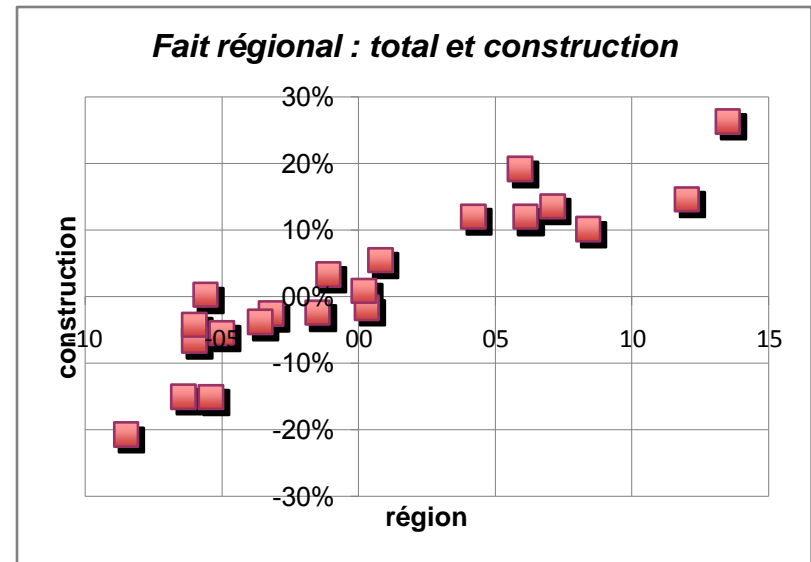 Fait régional : total et construction
30%
20%
10%
00%
-10%
-20%
-30%
-10 -05 00 05 10 15
construction
région